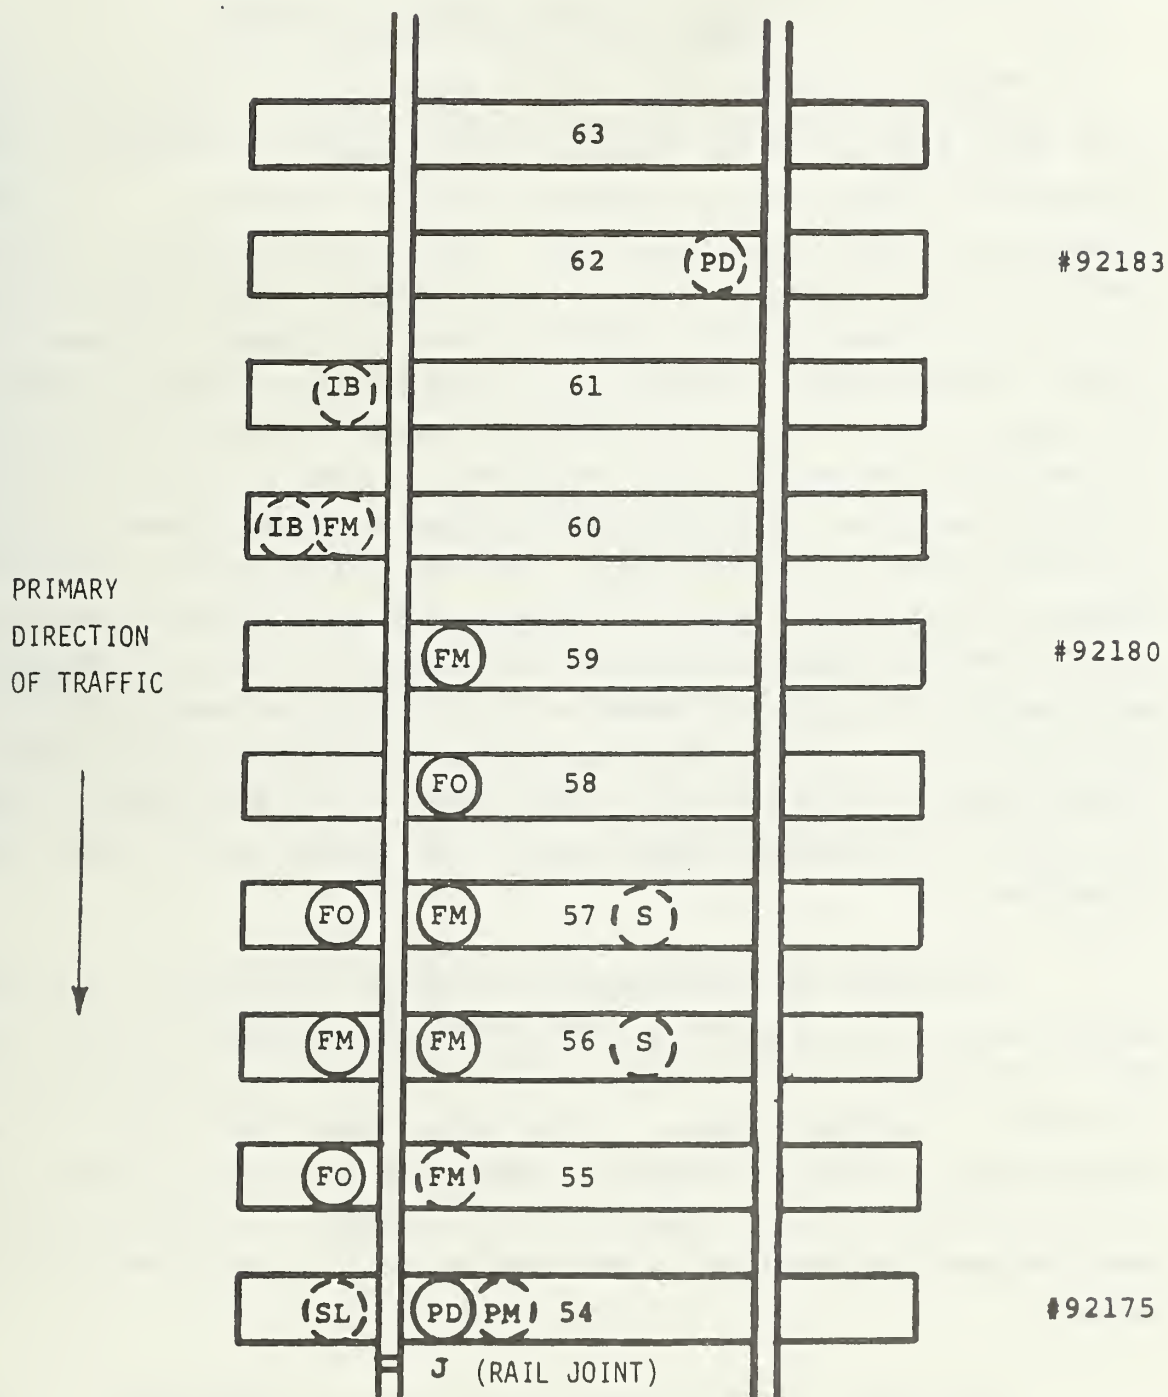 63
62 PD #92183
IB 61
IB FM 60
PRIMARY
DIRECTION
OF TRAFFIC
FM 59 #92180
FO 58
FO FM 57 S
FM FM 56 S
FO FM 55
SL PD PM 54 #92175
J (RAIL JOINT)